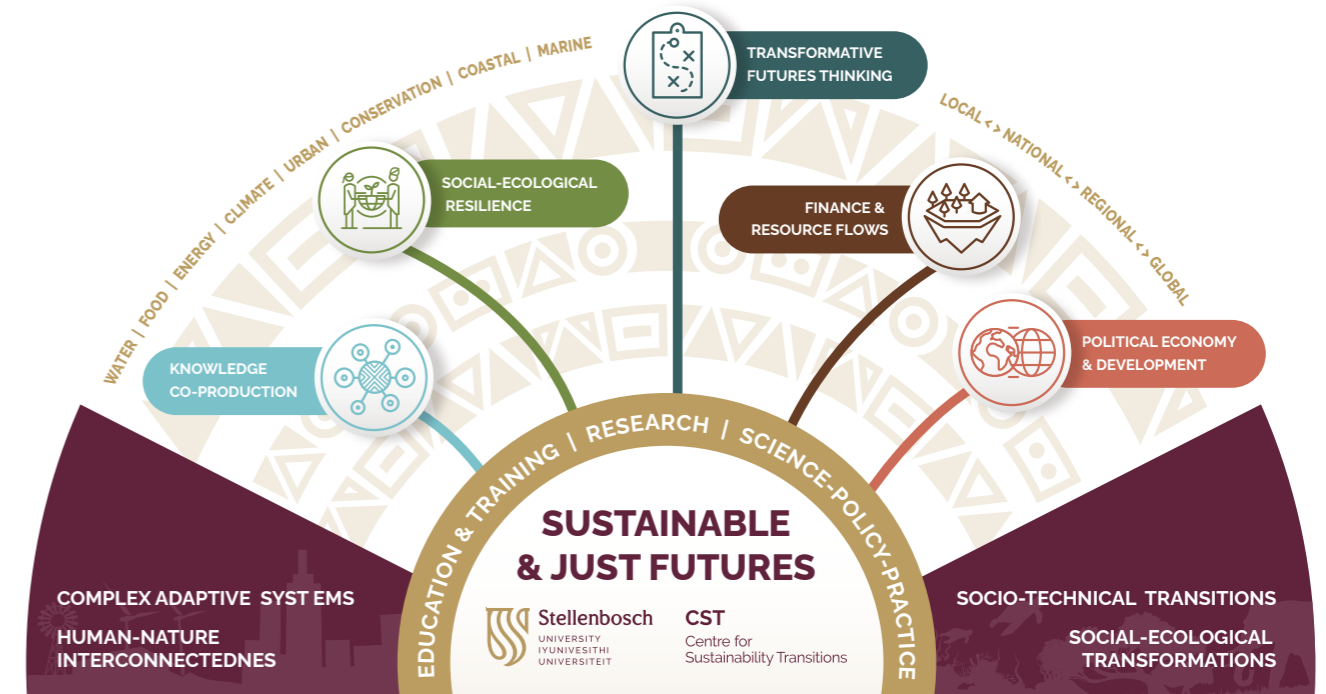 TRANSFORMATIVE
FUTURES THINKING
WATER | FOOD | ENERGY | CLIMATE | URBAN | CONSERVATION | COASTAL | MARINE
LOCAL <> NATIONAL <> REGIONAL <> GLOBAL
SOCIAL-ECOLOGICAL
RESILIENCE
FINANCE &
RESOURCE FLOWS
KNOWLEDGE
CO-PRODUCTION
POLITICAL ECONOMY
& DEVELOPMENT
EDUCATION & TRAINING | RESEARCH | SCIENCE-POLICY-PRACTICE
SUSTAINABLE
& JUST FUTURES
Stellenbosch
UNIVERSITY
IYUNIVESITHI
UNIVERSITEIT
CST
Centre for
Sustainability Transitions
COMPLEX ADAPTIVE SYST EMS
HUMAN-NATURE
INTERCONNECTEDNES
SOCIO-TECHNICAL TRANSITIONS
SOCIAL-ECOLOGICAL
TRANSFORMATIONS